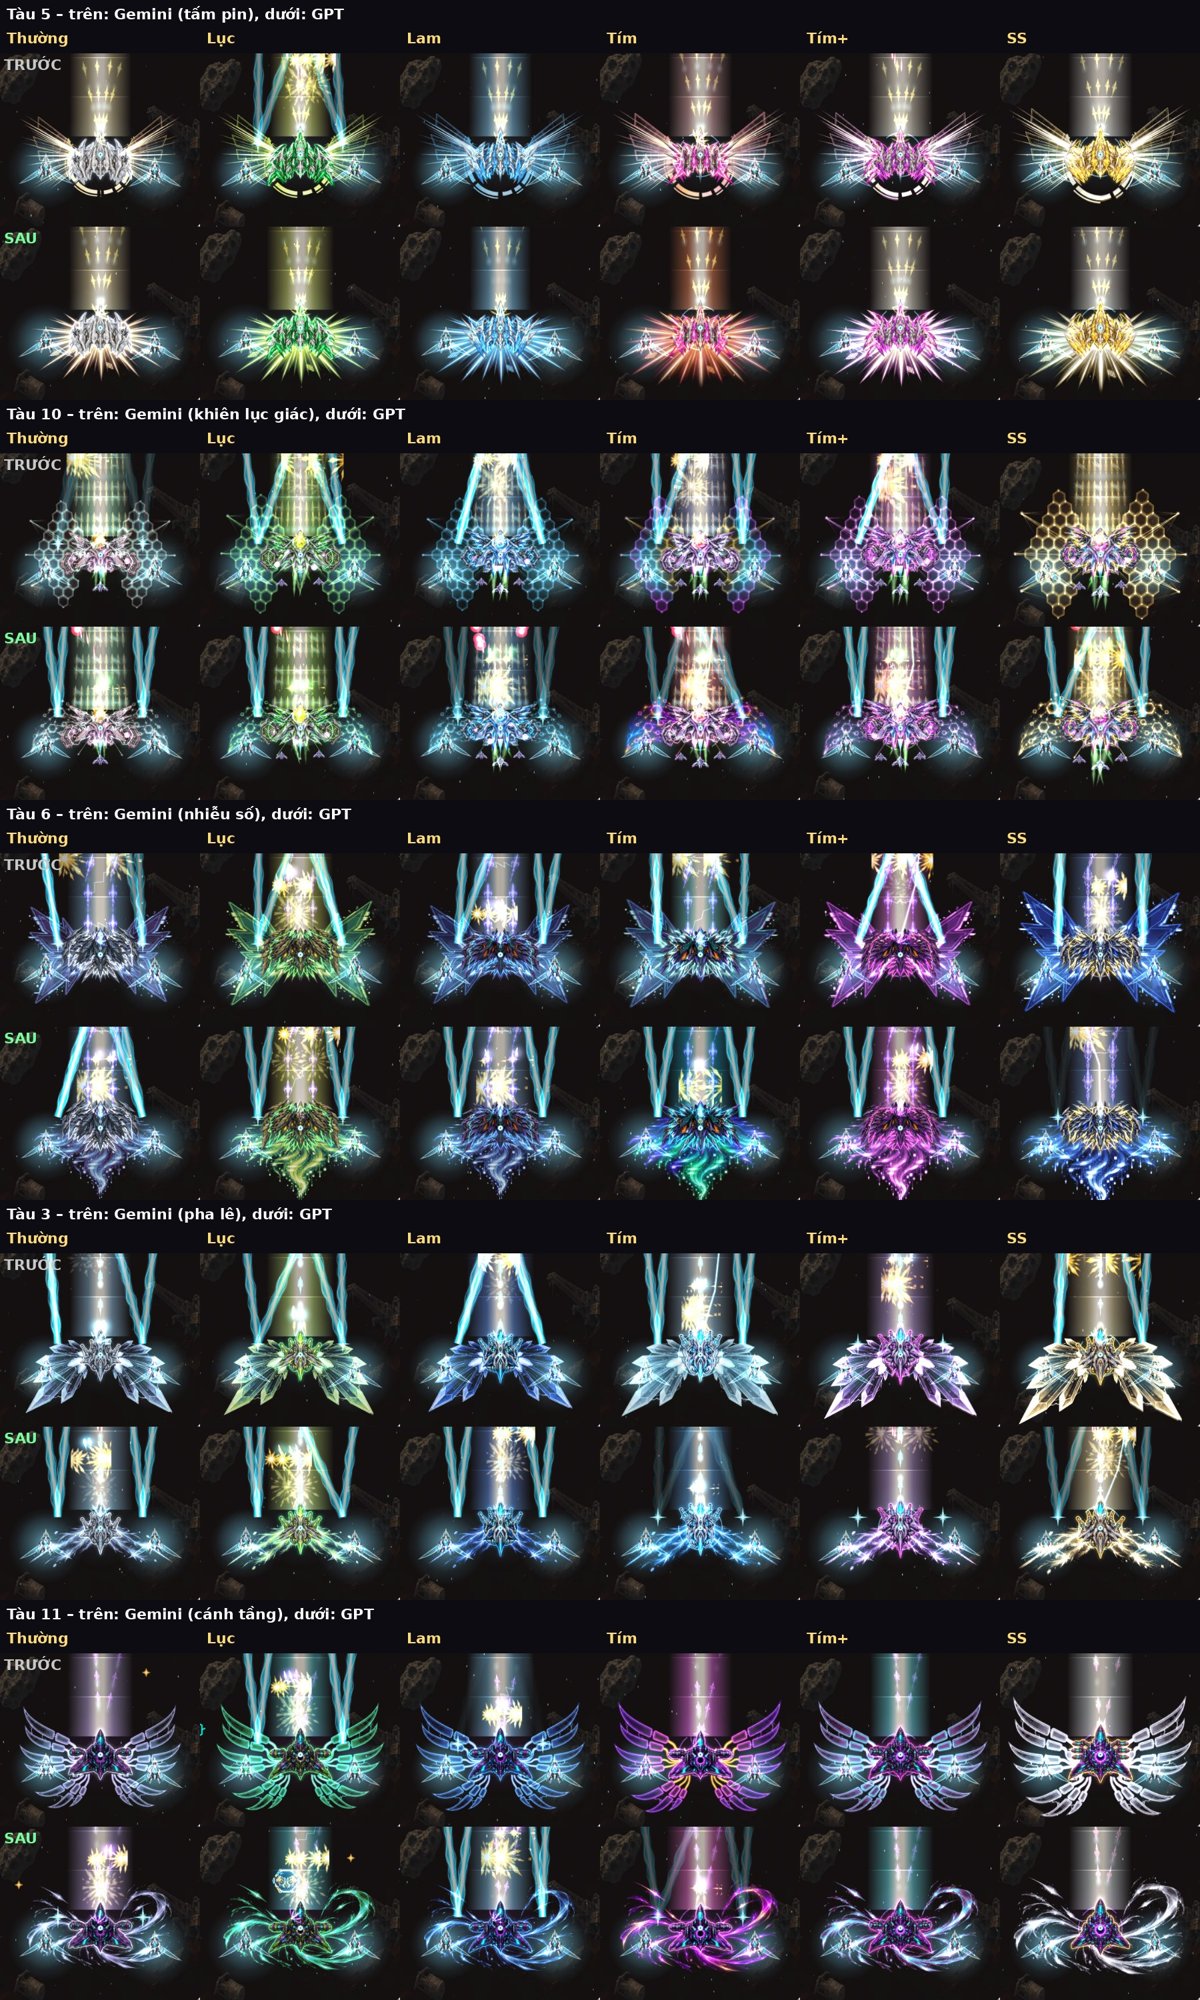 Tàu 5 – trên: Gemini (tấm pin), dưới: GPT
Thường Lục Lam Tím Tím+ SS
TRƯỚC
SAU
Tàu 10 – trên: Gemini (khiên lục giác), dưới: GPT
Thường Lục Lam Tím Tím+ SS
TRƯỚC
SAU
Tàu 6 – trên: Gemini (nhiễu số), dưới: GPT
Thường Lục Lam Tím Tím+ SS
TRƯỚC
SAU
Tàu 3 – trên: Gemini (pha lê), dưới: GPT
Thường Lục Lam Tím Tím+ SS
TRƯỚC
SAU
Tàu 11 – trên: Gemini (cánh tầng), dưới: GPT
Thường Lục Lam Tím Tím+ SS
TRƯỚC
SAU